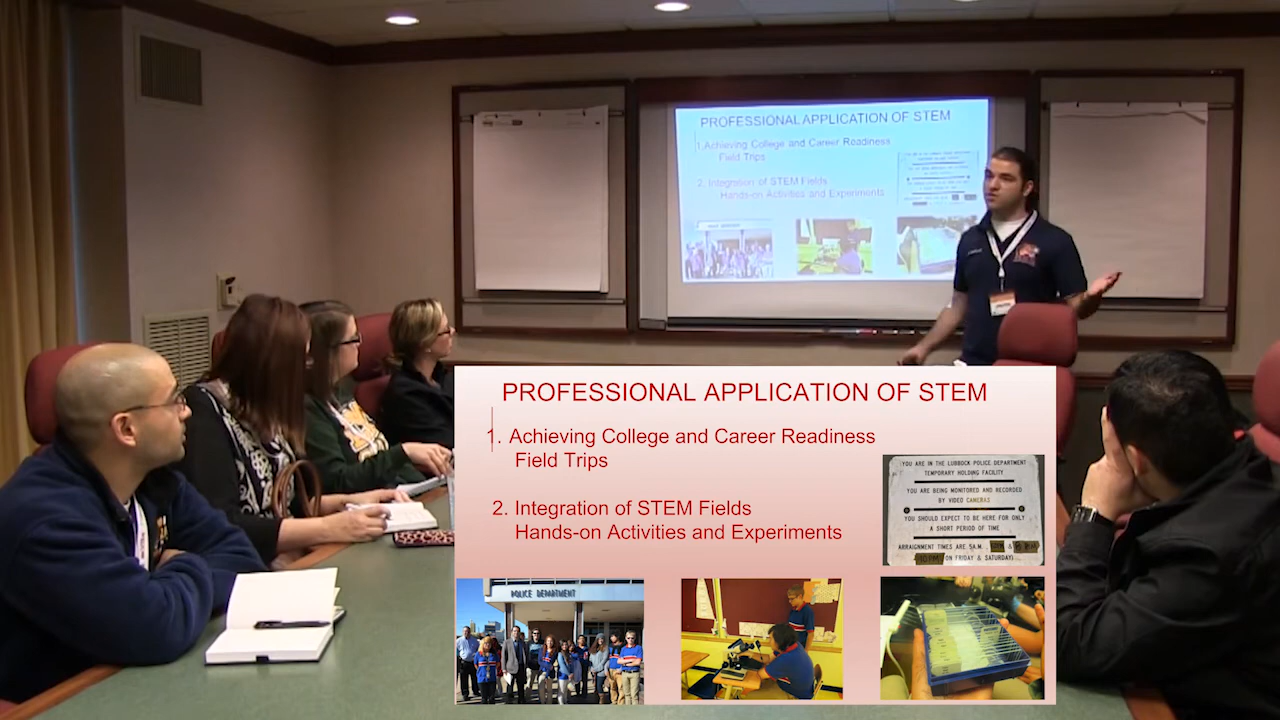 PROFESSIONAL APPLICATION OF STEM
1.Achieving College and Career Readiness
Field Trips
2. Integration of STEM Fields
Hands-on Activities and Experiments
PROFESSIONAL APPLICATION OF STEM
1. Achieving College and Career Readiness
Field Trips
2. Integration of STEM Fields
Hands-on Activities and Experiments
YOU ARE IN THE LUBBOCK POLICE DEPARTMENT
TEMPORARY HOLDING FACILITY
YOU ARE BEING MONITORED AND RECORDED
BY VIDEO CAMERAS
YOU SHOULD EXPECT TO BE HERE FOR ONLY
A SHORT PERIOD OF TIME
ARRAIGNMENT TIMES ARE 5A.M. &
ON FRIDAY & SATURDAY)
POLICE DEPARTMENT